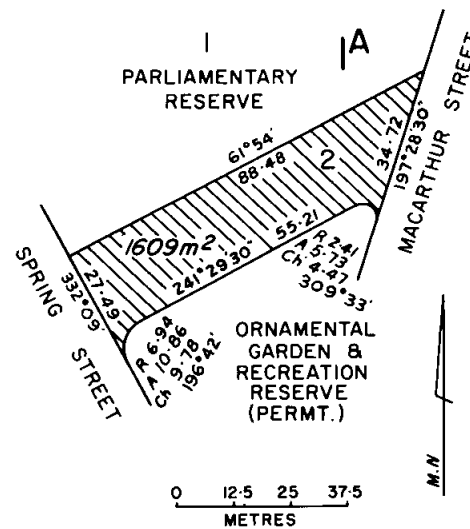 I
A
PARLIAMENTARY
RESERVE
61°54'
88·48
2
34·72
197°28'30"
MACARTHUR STREET
1609m²
241°29'30"
55·21
27·49
332°09'
SPRING
STREET
R 2·41
A 5·73
Ch 4·47
309°33'
R 6·94
A 10·86
Ch 9·78
196°42'
ORNAMENTAL
GARDEN &
RECREATION
RESERVE
(PERMT.)
M.N
0 12·5 25 37·5
METRES